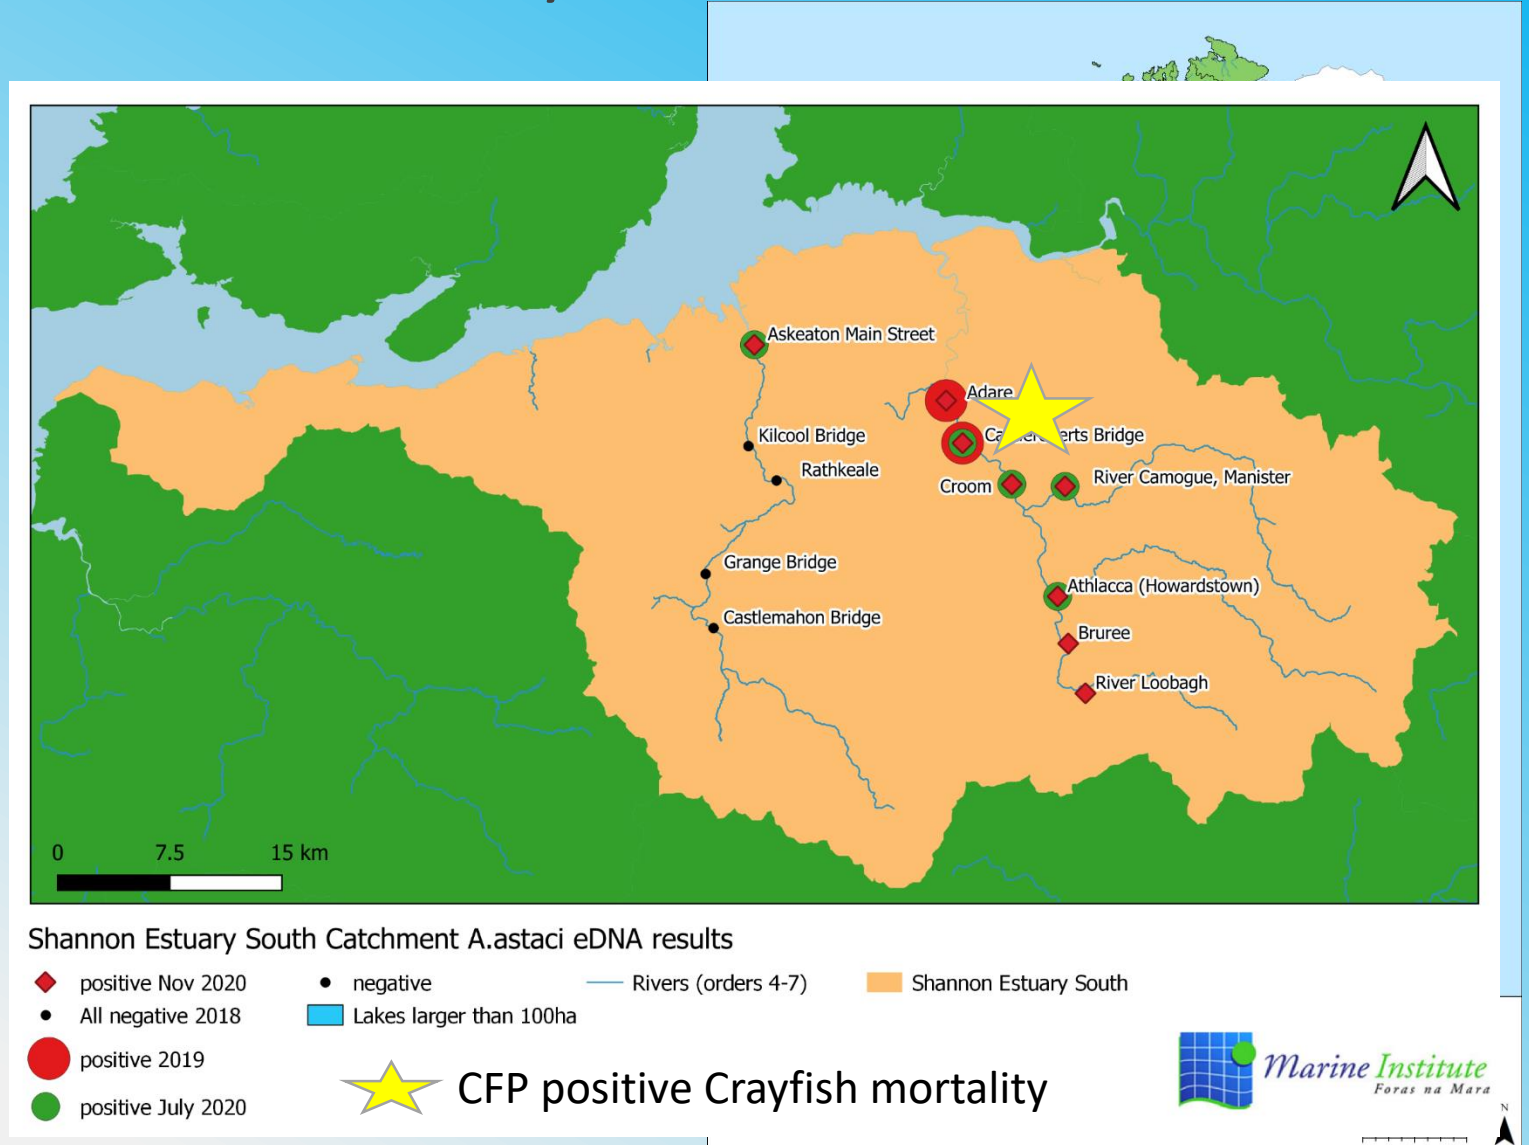 Askeaton Main Street
Adare
Kilcool Bridge
Bridge
Rathkeale
Croom
River Camogue, Manister
Grange Bridge
Athlacca (Howardstown)
Castlemahon Bridge
Bruree
River Loobagh
0 7.5 15 km
Shannon Estuary South Catchment A.astaci eDNA results
positive Nov 2020
negative
Rivers (orders 4-7)
Shannon Estuary South
All negative 2018
Lakes larger than 100ha
positive 2019
positive July 2020
CFP positive Crayfish mortality
Marine Institute
Foras na Mara
N